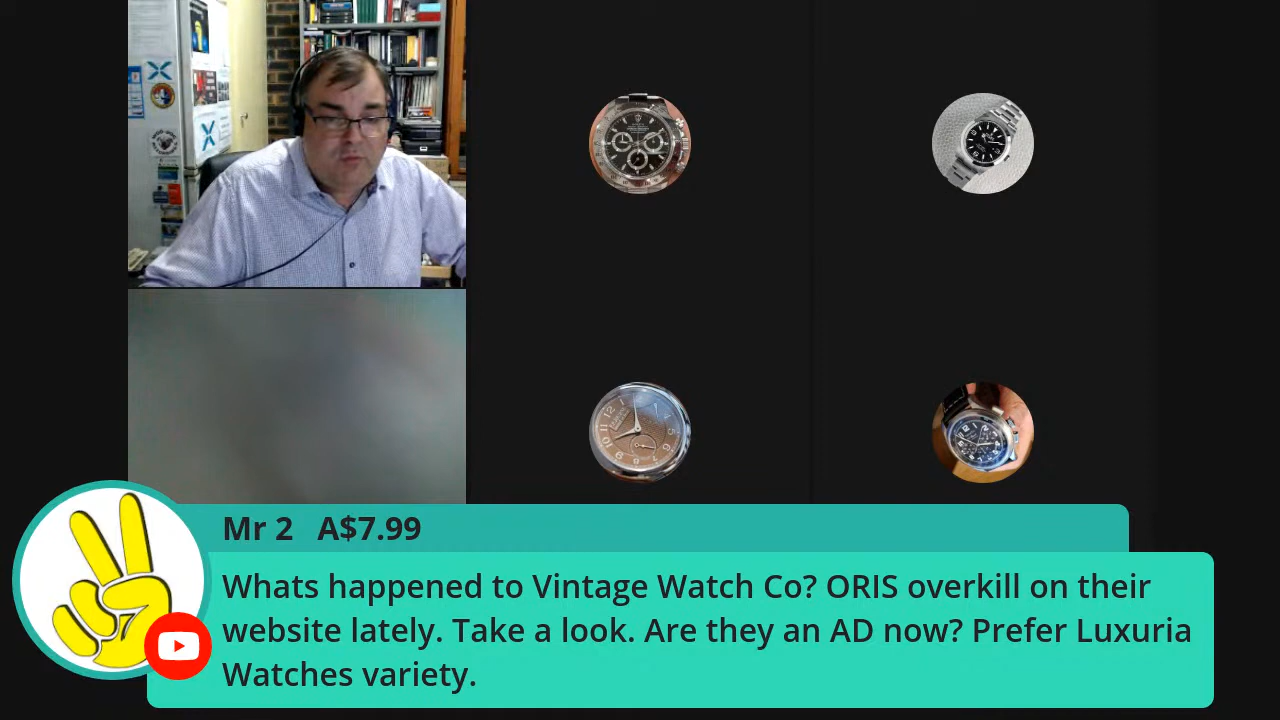 Mr 2 A$7.99
Whats happened to Vintage Watch Co? ORIS overkill on their
website lately. Take a look. Are they an AD now? Prefer Luxuria
Watches variety.